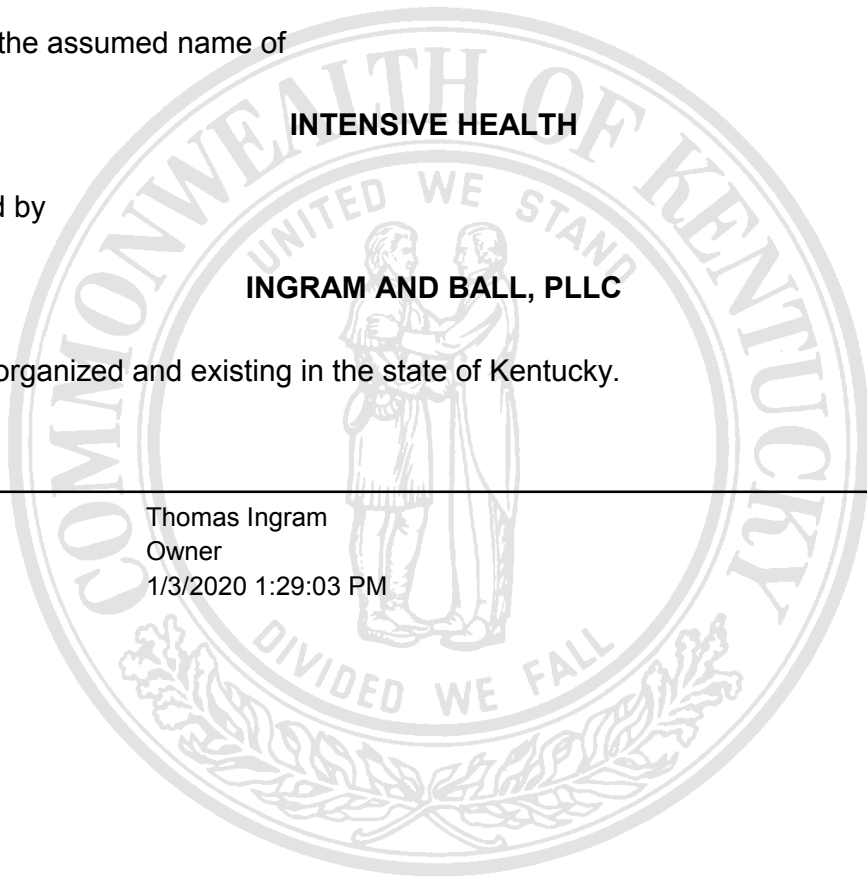 the assumed name of
INTENSIVE HEALTH
d by
INGRAM AND BALL, PLLC
organized and existing in the state of Kentucky.
Thomas Ingram
Owner
1/3/2020 1:29:03 PM
COMMONWEALTH OF KENTUCKY
UNITED WE STAND
DIVIDED WE FALL